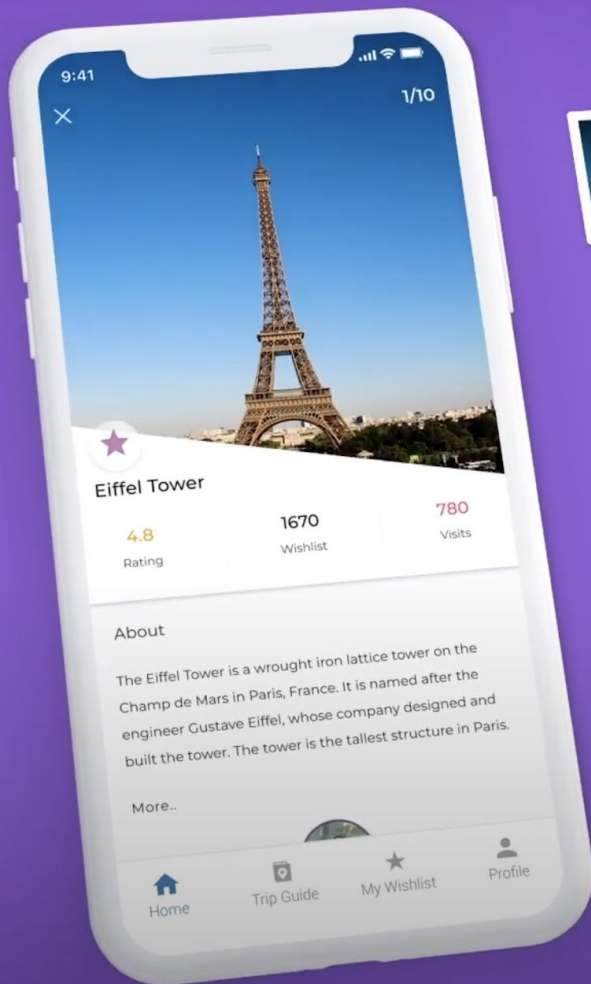 9:41
1/10
Eiffel Tower
4.8
1670
780
Rating
Wishlist
Visits
About
The Eiffel Tower is a wrought iron lattice tower on the
Champ de Mars in Paris, France. It is named after the
engineer Gustave Eiffel, whose company designed and
built the tower. The tower is the tallest structure in Paris.
More..
Home
Trip Guide
My Wishlist
Profile